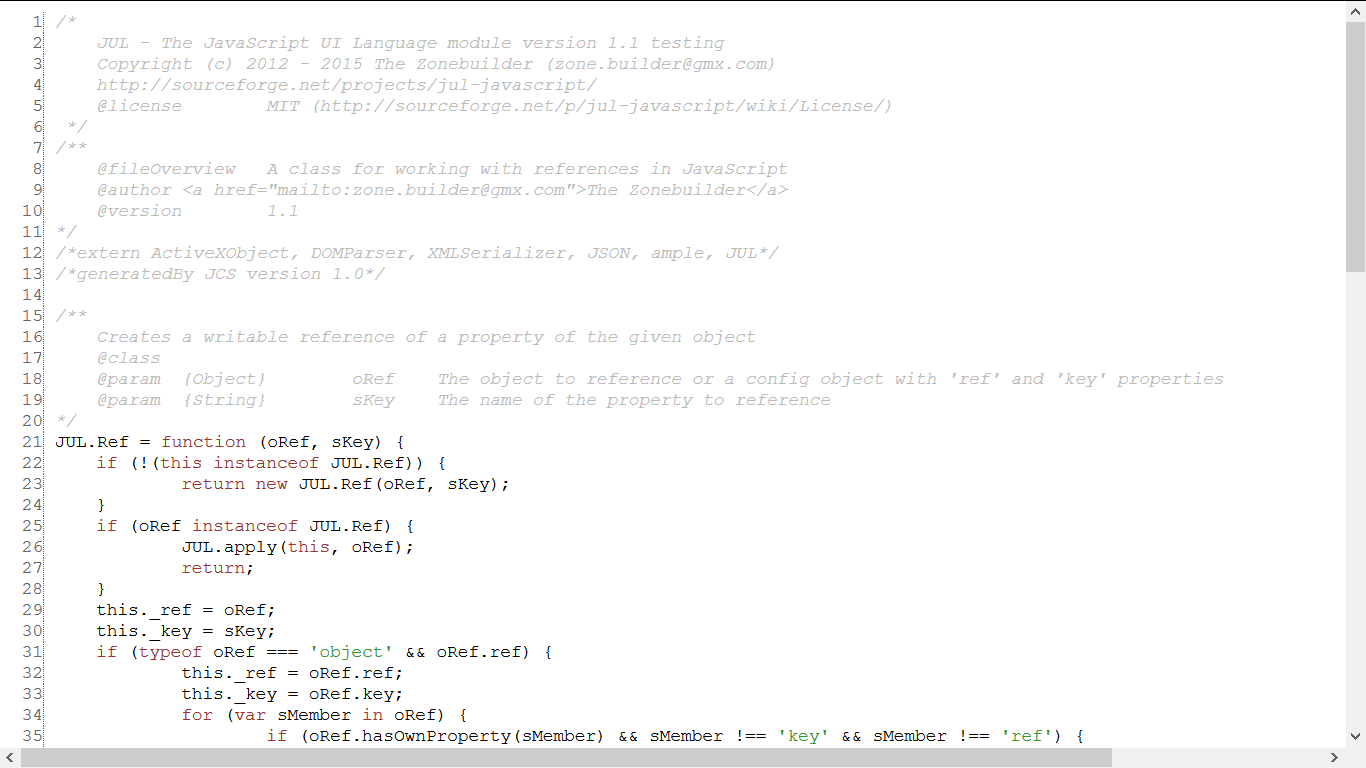 1 /*
2     JUL - The JavaScript UI Language module version 1.1 testing
3     Copyright (c) 2012 - 2015 The Zonebuilder (zone.builder@gmx.com)
4     http://sourceforge.net/projects/jul-javascript/
5     @license        MIT (http://sourceforge.net/p/jul-javascript/wiki/License/)
6  */
7 /**
8     @fileOverview   A class for working with references in JavaScript
9     @author <a href="mailto:zone.builder@gmx.com">The Zonebuilder</a>
10     @version        1.1
11 */
12 /*extern ActiveXObject, DOMParser, XMLSerializer, JSON, ample, JUL*/
13 /*generatedBy JCS version 1.0*/
14
15 /**
16     Creates a writable reference of a property of the given object
17     @class
18     @param  {Object}        oRef    The object to reference or a config object with 'ref' and 'key' properties
19     @param  {String}        sKey    The name of the property to reference
20 */
21 JUL.Ref = function (oRef, sKey) {
22     if (!(this instanceof JUL.Ref)) {
23             return new JUL.Ref(oRef, sKey);
24     }
25     if (oRef instanceof JUL.Ref) {
26             JUL.apply(this, oRef);
27             return;
28     }
29     this._ref = oRef;
30     this._key = sKey;
31     if (typeof oRef === 'object' && oRef.ref) {
32             this._ref = oRef.ref;
33             this._key = oRef.key;
34             for (var sMember in oRef) {
35                     if (oRef.hasOwnProperty(sMember) && sMember !== 'key' && sMember !== 'ref') {